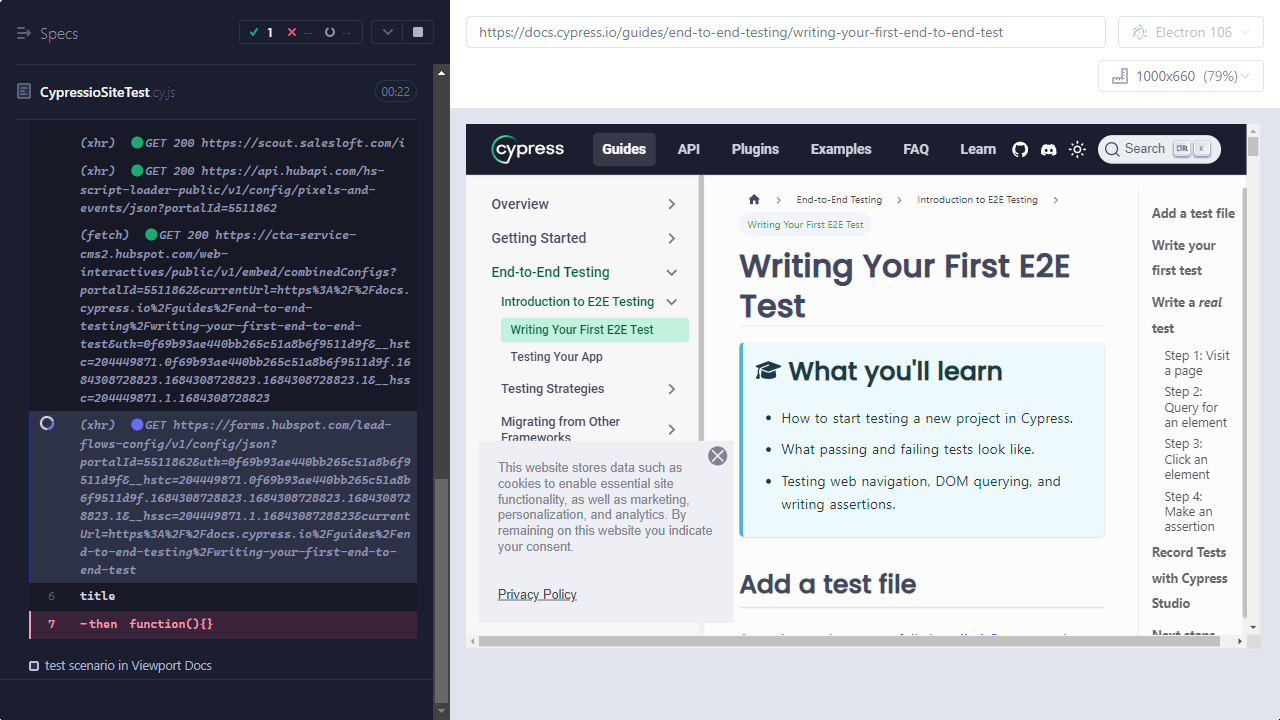 Specs
1
--
--
CypressioSiteTest cy.js
00:22
(xhr) GET 200 https://scout.salesloft.com/i
(xhr) GET 200 https://api.hubapi.com/hs-
script-loader-public/v1/config/pixels-and-
events/json?portalId=5511862
(fetch) GET 200 https://cta-service-
cms2.hubspot.com/web-
interactives/public/v1/embed/combinedConfigs?
portalId=5511862&currentUrl=https%3A%2F%2Fdocs.
cypress.io%2Fguides%2Fend-to-end-
testing%2Fwriting-your-first-end-to-end-
test&utk=0f69b93ae440bb265c51a8b6f9511d9f&__hst
c=204449871.0f69b93ae440bb265c51a8b6f9511d9f.16
84308728823.1684308728823.1684308728823.1&__hss
c=204449871.1.1684308728823
(xhr) GET https://forms.hubspot.com/lead-
flows-config/v1/config/json?
portalId=5511862&utk=0f69b93ae440bb265c51a8b6f9
511d9f&__hstc=204449871.0f69b93ae440bb265c51a8b
6f9511d9f.1684308728823.1684308728823.168430872
8823.1&__hssc=204449871.1.1684308728823&current
Url=https%3A%2F%2Fdocs.cypress.io%2Fguides%2Fen
d-to-end-testing%2Fwriting-your-first-end-to-
end-test
6 title
7 -then function(){}
test scenario in Viewport Docs
https://docs.cypress.io/guides/end-to-end-testing/writing-your-first-end-to-end-test
Electron 106
1000x660 (79%)
cypress
Guides
API
Plugins
Examples
FAQ
Learn
Search
CTRL
K
Overview
Getting Started
End-to-End Testing
Introduction to E2E Testing
Writing Your First E2E Test
Testing Your App
Testing Strategies
Migrating from Other
Frameworks
This website stores data such as
cookies to enable essential site
functionality, as well as marketing,
personalization, and analytics. By
remaining on this website you indicate
your consent.
Privacy Policy
End-to-End Testing
Introduction to E2E Testing
Writing Your First E2E Test
Writing Your First E2E
Test
What you'll learn
How to start testing a new project in Cypress.
What passing and failing tests look like.
Testing web navigation, DOM querying, and
writing assertions.
Add a test file
Add a test file
Write your
first test
Write a real
test
Step 1: Visit
a page
Step 2:
Query for
an element
Step 3:
Click an
element
Step 4:
Make an
assertion
Record Tests
with Cypress
Studio
Next steps